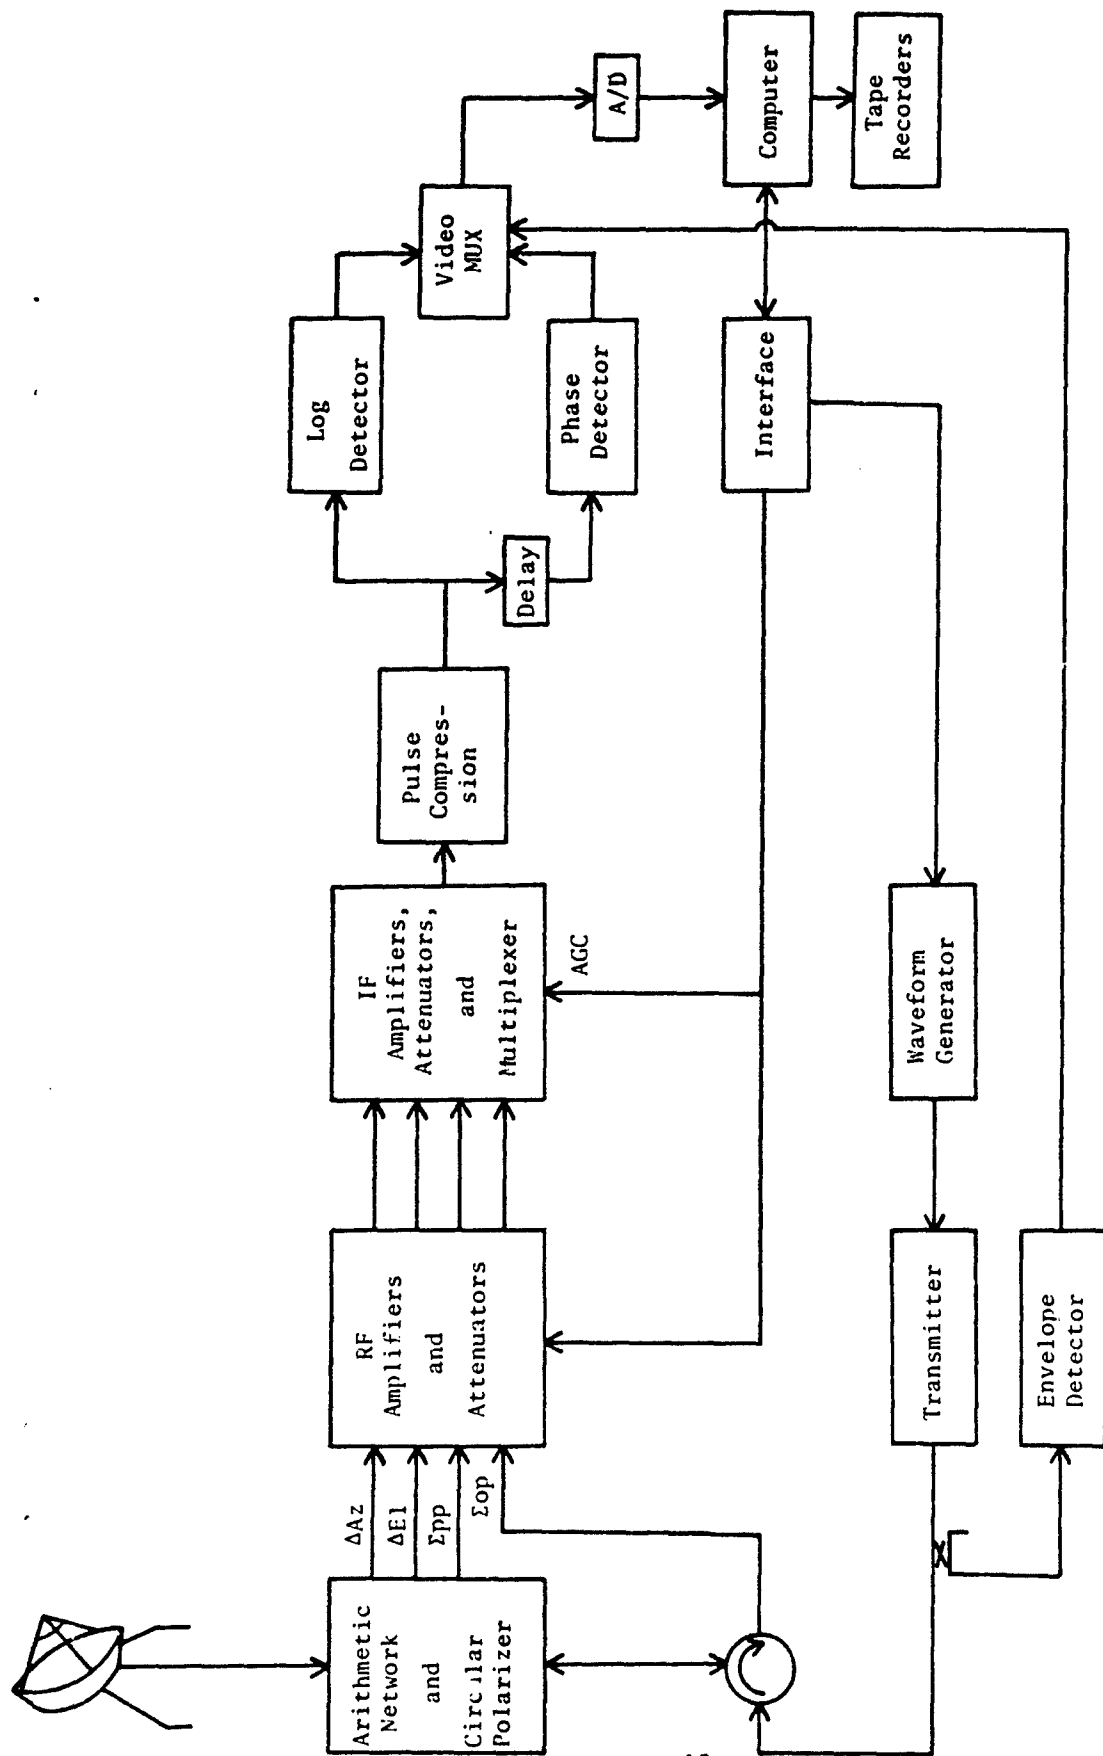 Arithmetic
Network
and
Circular
Polarizer
ΔAz
ΔEl
Σpp
Σop
RF
Amplifiers
and
Attenuators
IF
Amplifiers,
Attenuators,
and
Multiplexer
AGC
Pulse
Compres-
sion
Delay
Log
Detector
Phase
Detector
Video
MUX
A/D
Computer
Tape
Recorders
Interface
Waveform
Generator
Transmitter
Envelope
Detector